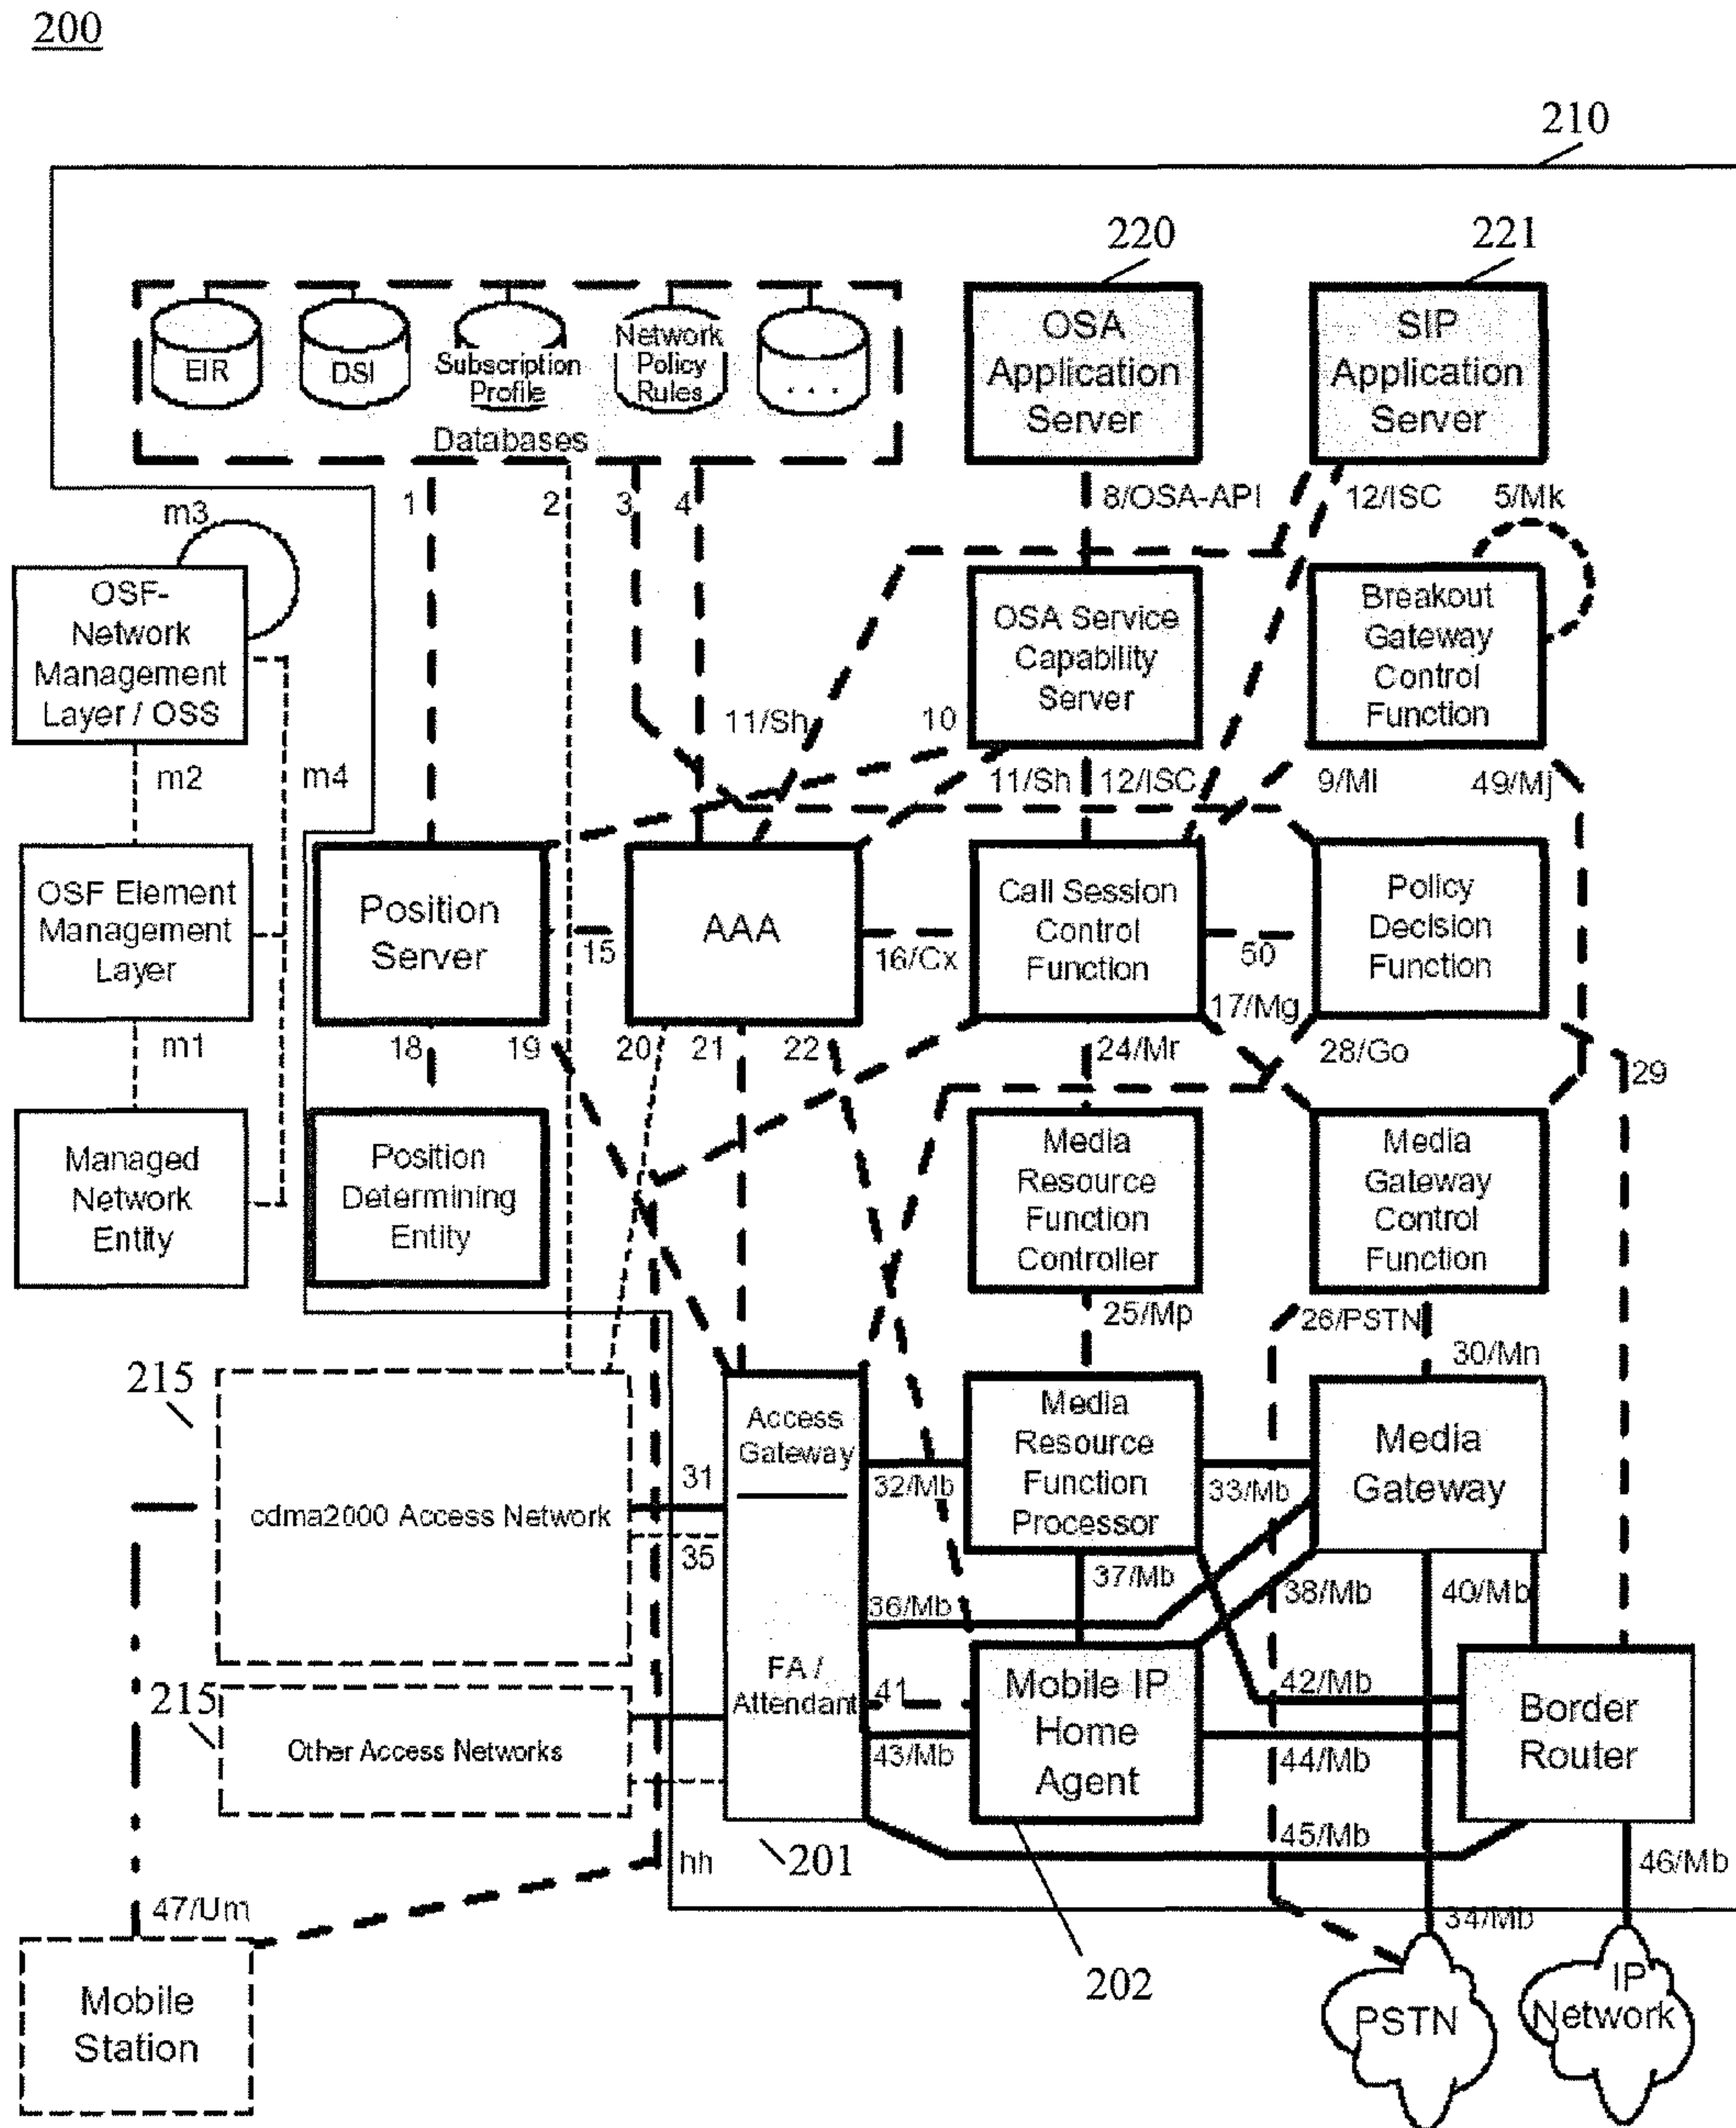 200
210
220
221
EIR
DSI
Subscription
Profile
Network
Policy
Rules
. . .
Databases
OSA
Application
Server
SIP
Application
Server
1
2
3
4
8/OSA-API
12/ISC
5/Mk
m3
OSF-
Network
Management
Layer / OSS
OSA Service
Capability
Server
Breakout
Gateway
Control
Function
11/Sh
10
m2
m4
11/Sh
12/ISC
9/MI
49/Mj
OSF Element
Management
Layer
Position
Server
15
AAA
16/Cx
Call Session
Control
Function
50
Policy
Decision
Function
17/Mg
m1
18
19
20
21
22
24/Mr
28/Go
29
Managed
Network
Entity
Position
Determining
Entity
Media
Resource
Function
Controller
Media
Gateway
Control
Function
25/Mp
26/PSTN
30/Mn
215
cdma2000 Access Network
31
35
Access
Gateway
32/Mb
Media
Resource
Function
Processor
33/Mb
Media
Gateway
37/Mb
38/Mb
40/Mb
36/Mb
FA /
Attendant
215
Other Access Networks
41
43/Mb
Mobile IP
Home
Agent
42/Mb
44/Mb
Border
Router
45/Mb
46/Mb
hh
201
47/Um
34/Mb
202
Mobile
Station
PSTN
IP
Network